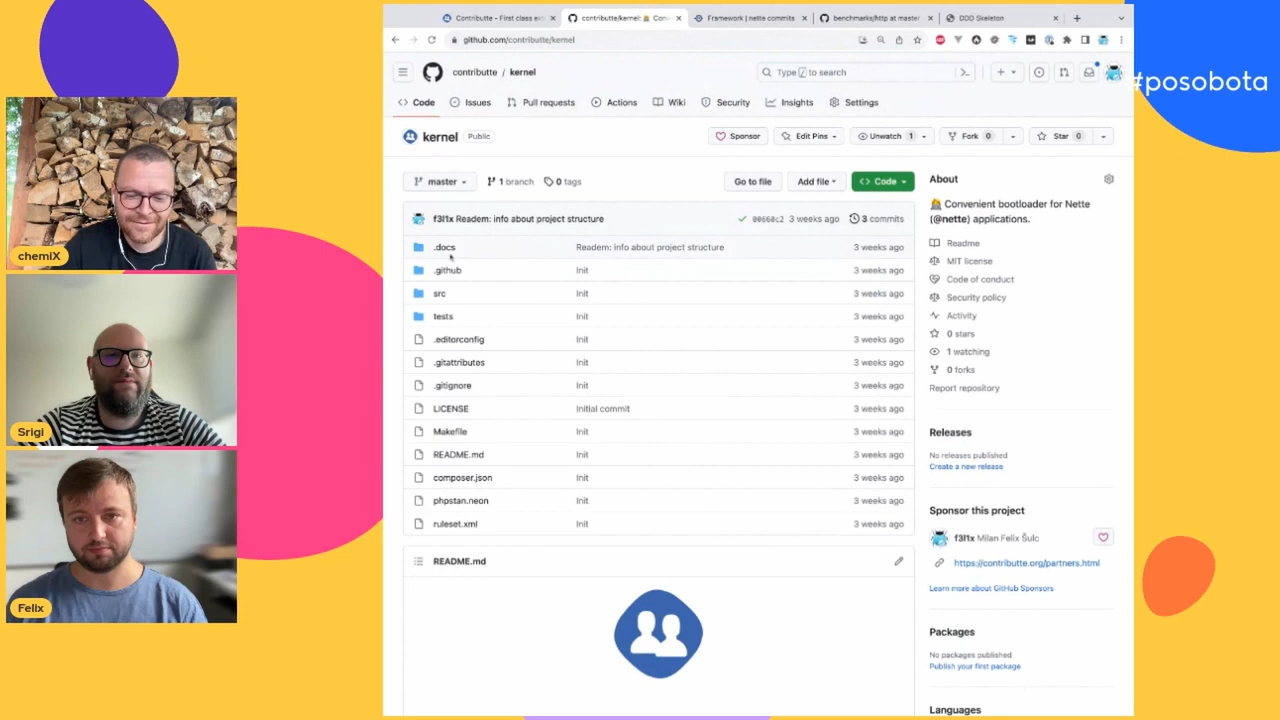 Contributte - First class ex
contributte/kernel: Con
Framework | nette commits
benchmarks/http at master
DDD Skeleton
github.com/contributte/kernel
contributte / kernel
Type / to search
#posobota
Code
Issues
Pull requests
Actions
Wiki
Security
Insights
Settings
kernel
Public
Sponsor
Edit Pins
Unwatch 1
Fork 0
Star 0
master
1 branch
0 tags
Go to file
Add file
Code
About
f3l1x Readem: info about project structure
3 weeks ago
3 commits
Convenient bootloader for Nette
(@nette) applications.
.docs Readem: info about project structure 3 weeks ago
.github Init 3 weeks ago
src Init 3 weeks ago
tests Init 3 weeks ago
.editorconfig Init 3 weeks ago
.gitattributes Init 3 weeks ago
.gitignore Init 3 weeks ago
LICENSE Initial commit 3 weeks ago
Makefile Init 3 weeks ago
README.md Init 3 weeks ago
composer.json Init 3 weeks ago
phpstan.neon Init 3 weeks ago
ruleset.xml Init 3 weeks ago
README.md
Readme
MIT license
Code of conduct
Security policy
Activity
0 stars
1 watching
0 forks
Report repository
Releases
No releases published
Create a new release
Sponsor this project
f3l1x Milan Felix Šulc
https://contributte.org/partners.html
Learn more about GitHub Sponsors
Packages
No packages published
Publish your first package
Languages
chemiX
Srigi
Felix